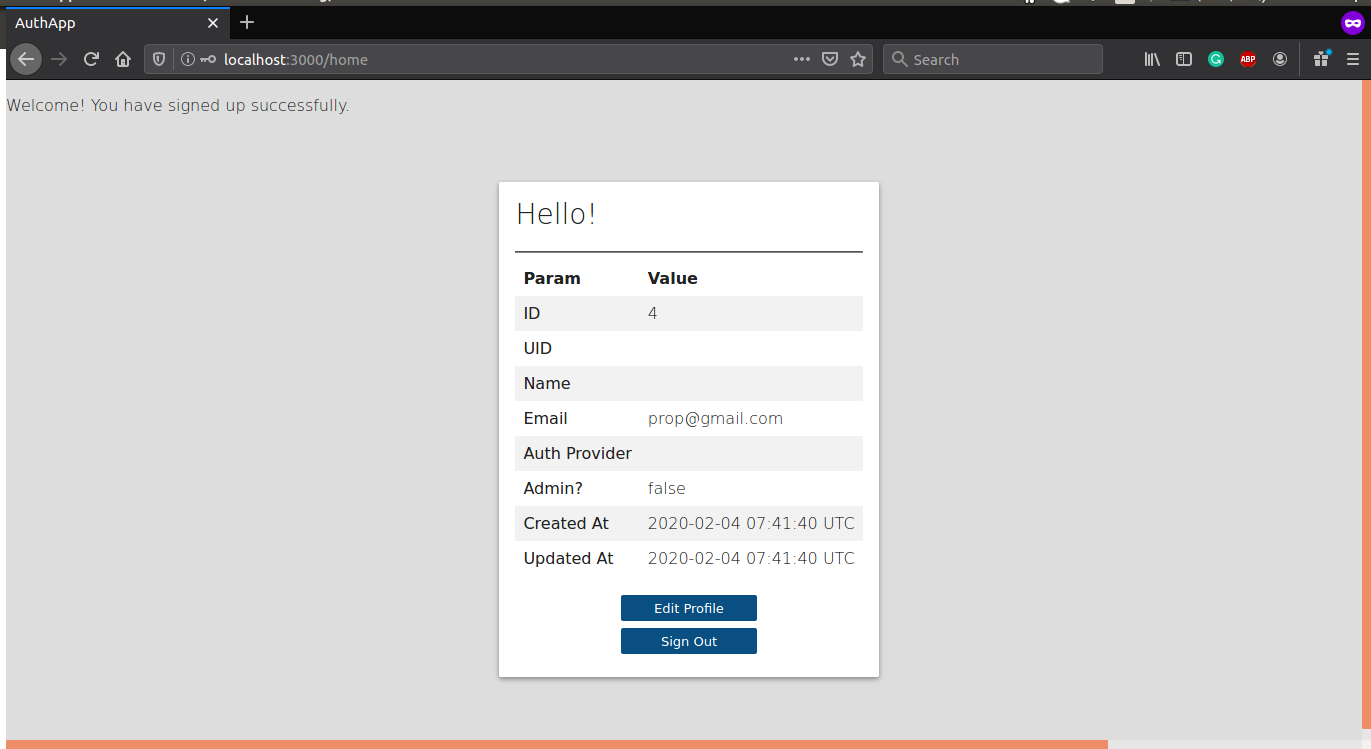 AuthApp
localhost:3000/home
Search
ABP
Welcome! You have signed up successfully.
Hello!
Param Value
ID 4
UID
Name
Email prop@gmail.com
Auth Provider
Admin? false
Created At 2020-02-04 07:41:40 UTC
Updated At 2020-02-04 07:41:40 UTC
Edit Profile
Sign Out